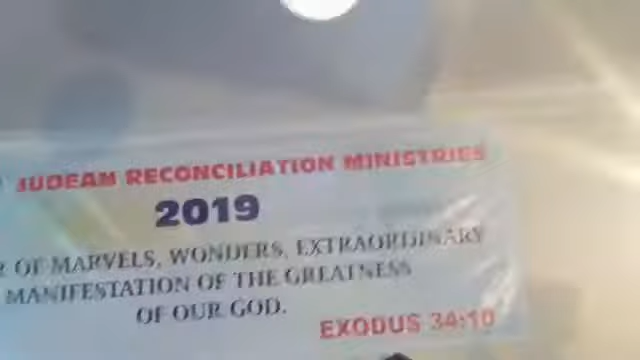 JUDEAN RECONCILIATION MINISTRIES
2019
R OF MARVELS, WONDERS, EXTRAORDINARY
MANIFESTATION OF THE GREATNESS
OF OUR GOD.
EXODUS 34:10